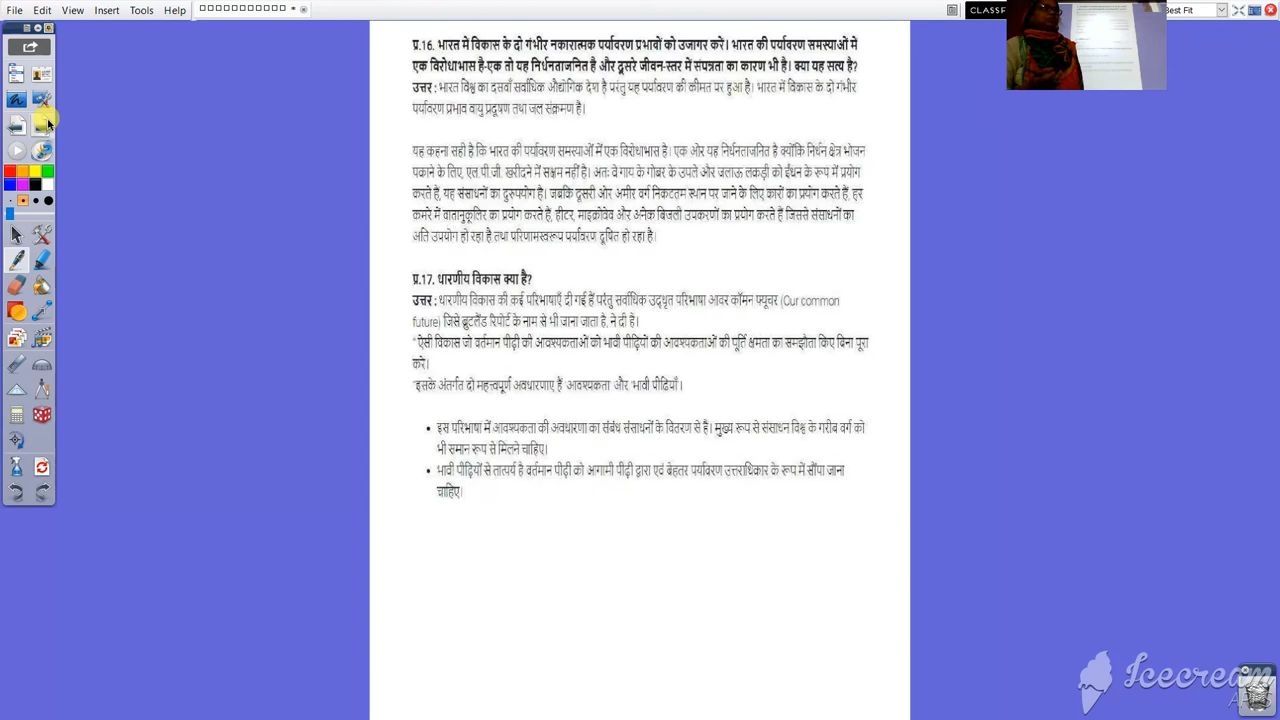 File Edit View Insert Tools Help
CLASSF
Best Fit
.16. भारत में विकास के दो गंभीर नकारात्मक पर्यावरण प्रभावों को उजागर करो। भारत की पर्यावरण समस्याओं में
एक विरोधाभास है-एक तो यह निर्धनताजनित है और दूसरे जीवन-स्तर में संपन्नता का कारण भी है। क्या यह सत्य है?
उत्तर : भारत विश्व का दसवाँ सर्वाधिक औद्योगिक देश है परंतु यह पर्यावरण की कीमत पर हुआ है। भारत में विकास के दो गंभीर
पर्यावरण प्रभाव वायु प्रदूषण तथा जल संक्रमण है।
यह कहना सही है कि भारत की पर्यावरण समस्याओं में एक विरोधाभास है। एक ओर यह निर्धनताजनित है क्योंकि निर्धन क्षेत्र भोजन
पकाने के लिए, एल.पी.जी. खरीदने में सक्षम नहीं है। अतः वे गाय के गोबर के उपले और जलाऊ लकड़ी को ईंधन के रूप में प्रयोग
करते हैं, यह संसाधनों का दुरुपयोग है। जबकि दूसरी ओर अमीर वर्ग निकटतम स्थान पर जाने के लिए कारों का प्रयोग करते हैं, हर
कमरे में वातानुकूलिर का प्रयोग करते हैं, हीटर, माइक्रोवेव और अनेक बिजली उपकरणों का प्रयोग करते हैं जिससे संसाधनों का
अति उपयोग हो रहा है तथा परिणामस्वरूप पर्यावरण दूषित हो रहा है।
प्र.17. धारणीय विकास क्या है?
उत्तर : धारणीय विकास की कई परिभाषाएँ दी गई हैं परंतु सर्वाधिक उद्धृत परिभाषा आवर कॉमन फ्यूचर (Our common
future) जिसे ब्रुटलैंड रिपोर्ट के नाम से भी जाना जाता है, ने दी है।
"ऐसी विकास जो वर्तमान पीढ़ी की आवश्यकताओं को भावी पीढ़ियों की आवश्यकताओं की पूर्ति क्षमता का समझौता किए बिना पूरा
करे।
"इसके अंतर्गत दो महत्त्वपूर्ण अवधारणाए हैं 'आवश्यकता' और 'भावी पीढियाँ'।
• इस परिभाषा में आवश्यकता की अवधारणा का संबंध संसाधनों के वितरण से है। मुख्य रूप से संसाधन विश्व के गरीब वर्ग को
भी समान रूप से मिलने चाहिए।
• भावी पीढ़ियों से तात्पर्य है वर्तमान पीढ़ी को आगामी पीढ़ी द्वारा एवं बेहतर पर्यावरण उत्तराधिकार के रूप में सौंपा जाना
चाहिए।
Icecream
APPS